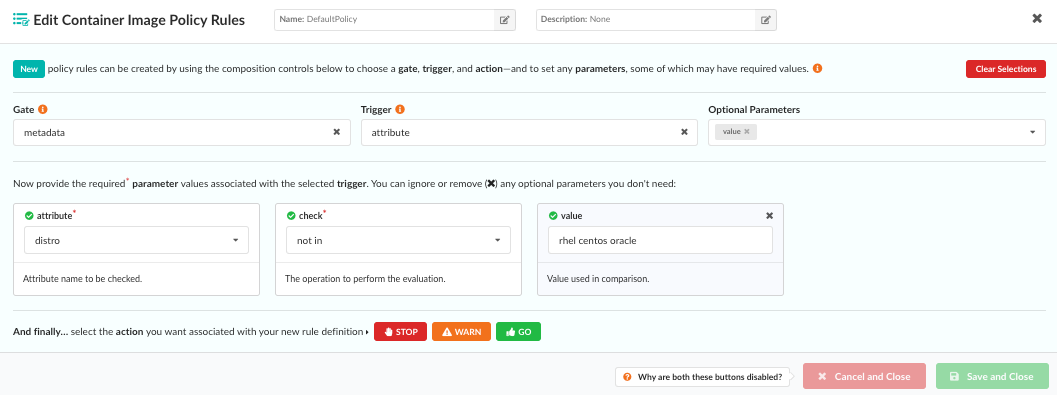 Edit Container Image Policy Rules
Name: DefaultPolicy
Description: None
New policy rules can be created by using the composition controls below to choose a gate, trigger, and action—and to set any parameters, some of which may have required values.
Clear Selections
Gate
Trigger
Optional Parameters
metadata
attribute
value
Now provide the required* parameter values associated with the selected trigger. You can ignore or remove (✖) any optional parameters you don't need:
attribute*
check*
value
distro
not in
rhel centos oracle
Attribute name to be checked.
The operation to perform the evaluation.
Value used in comparison.
And finally... select the action you want associated with your new rule definition
STOP
WARN
GO
Why are both these buttons disabled?
Cancel and Close
Save and Close